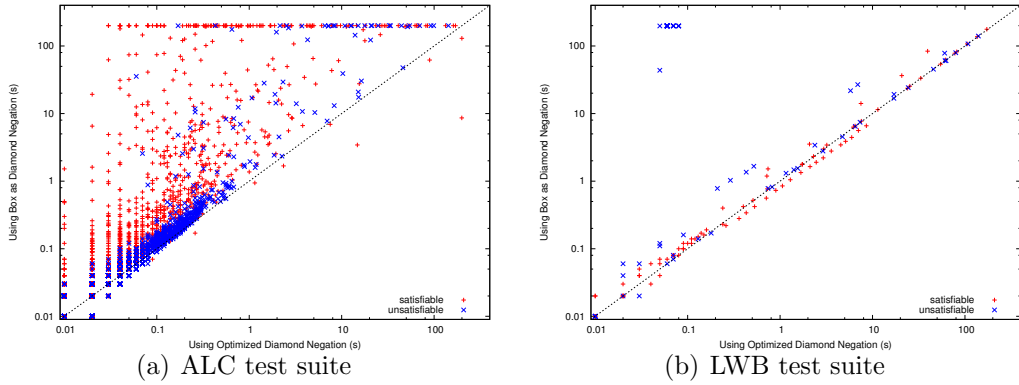 Using Box as Diamond Negation (s)
100
10
1
0.1
0.01
satisfiable
unsatisfiable
0.01 0.1 1 10 100
Using Optimized Diamond Negation (s)
(a) ALC test suite
Using Box as Diamond Negation (s)
100
10
1
0.1
0.01
satisfiable
unsatisfiable
0.01 0.1 1 10 100
Using Optimized Diamond Negation (s)
(b) LWB test suite